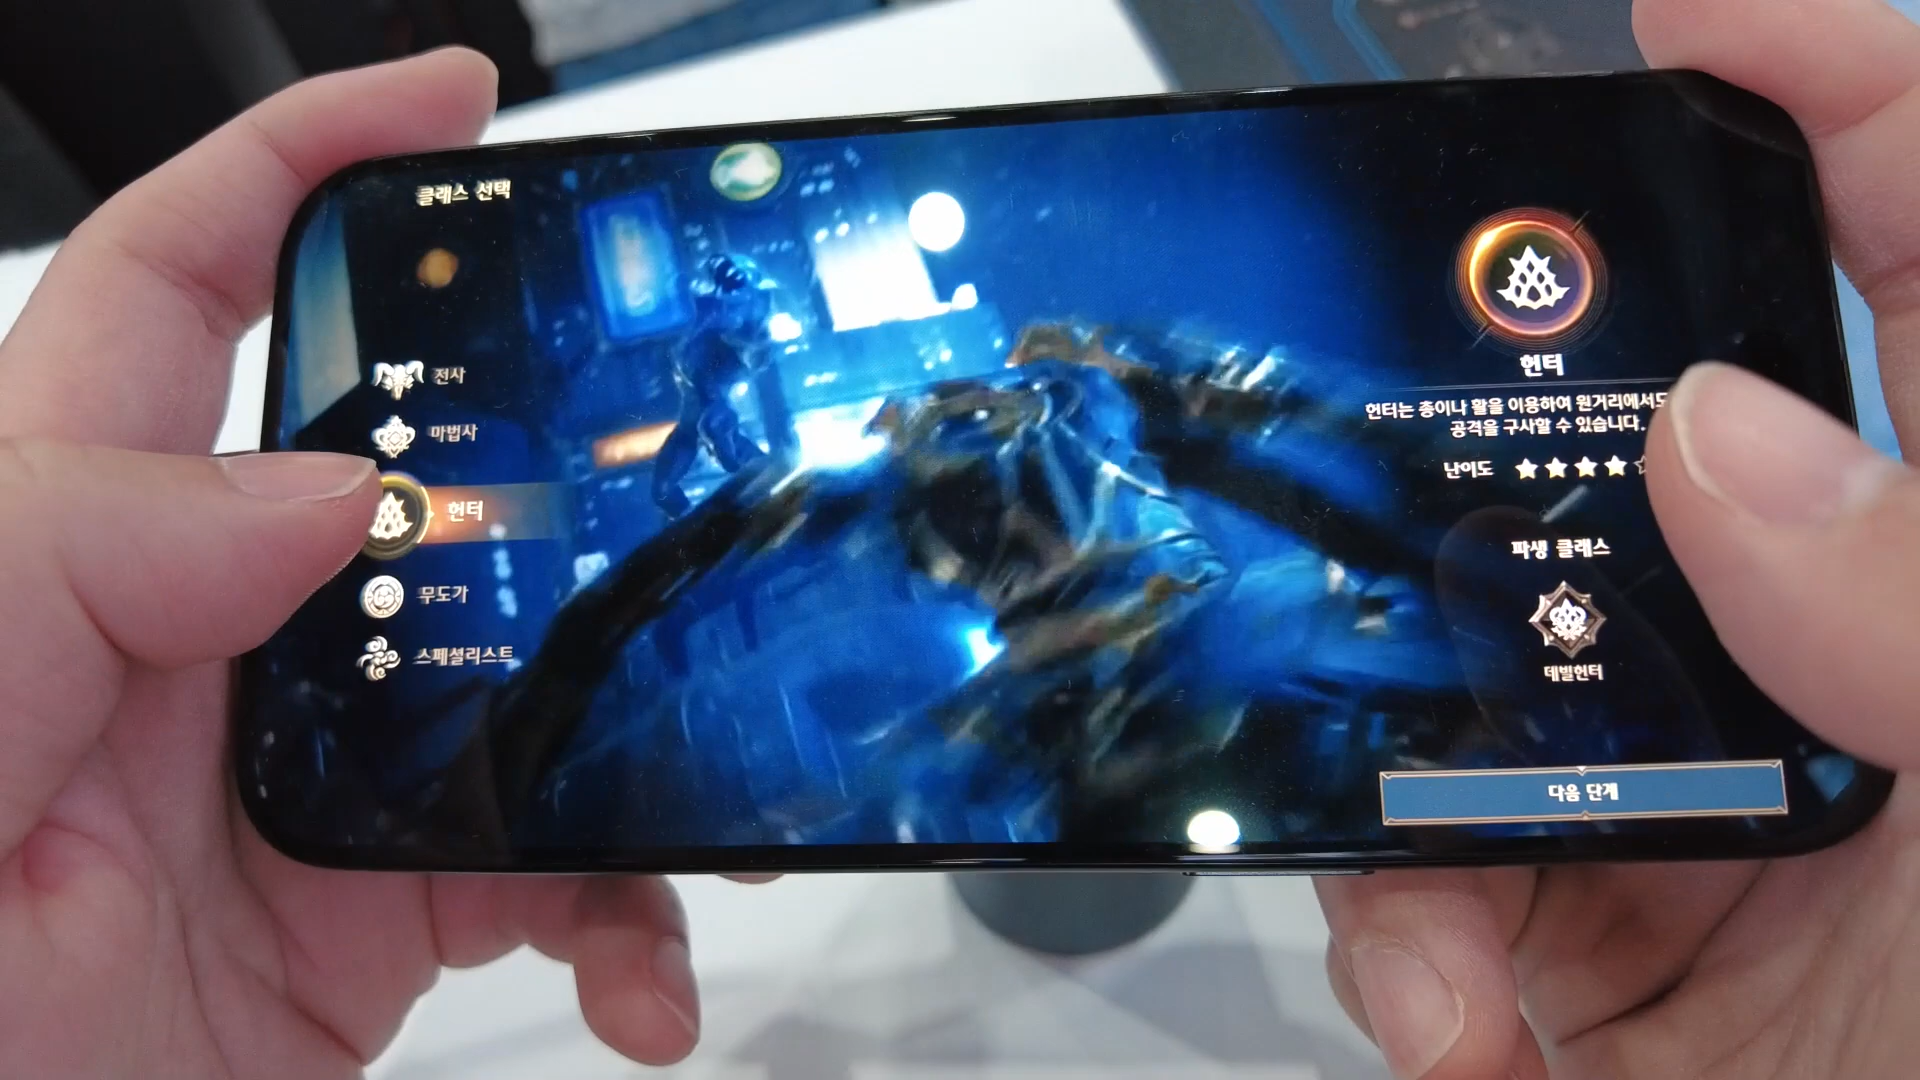 클래스 선택
전사
마법사
헌터
무도가
스페셜리스트
헌터
헌터는 총이나 활을 이용하여 원거리에서도
공격을 구사할 수 있습니다.
난이도 ★★★★☆
파생 클래스
데빌헌터
다음 단계